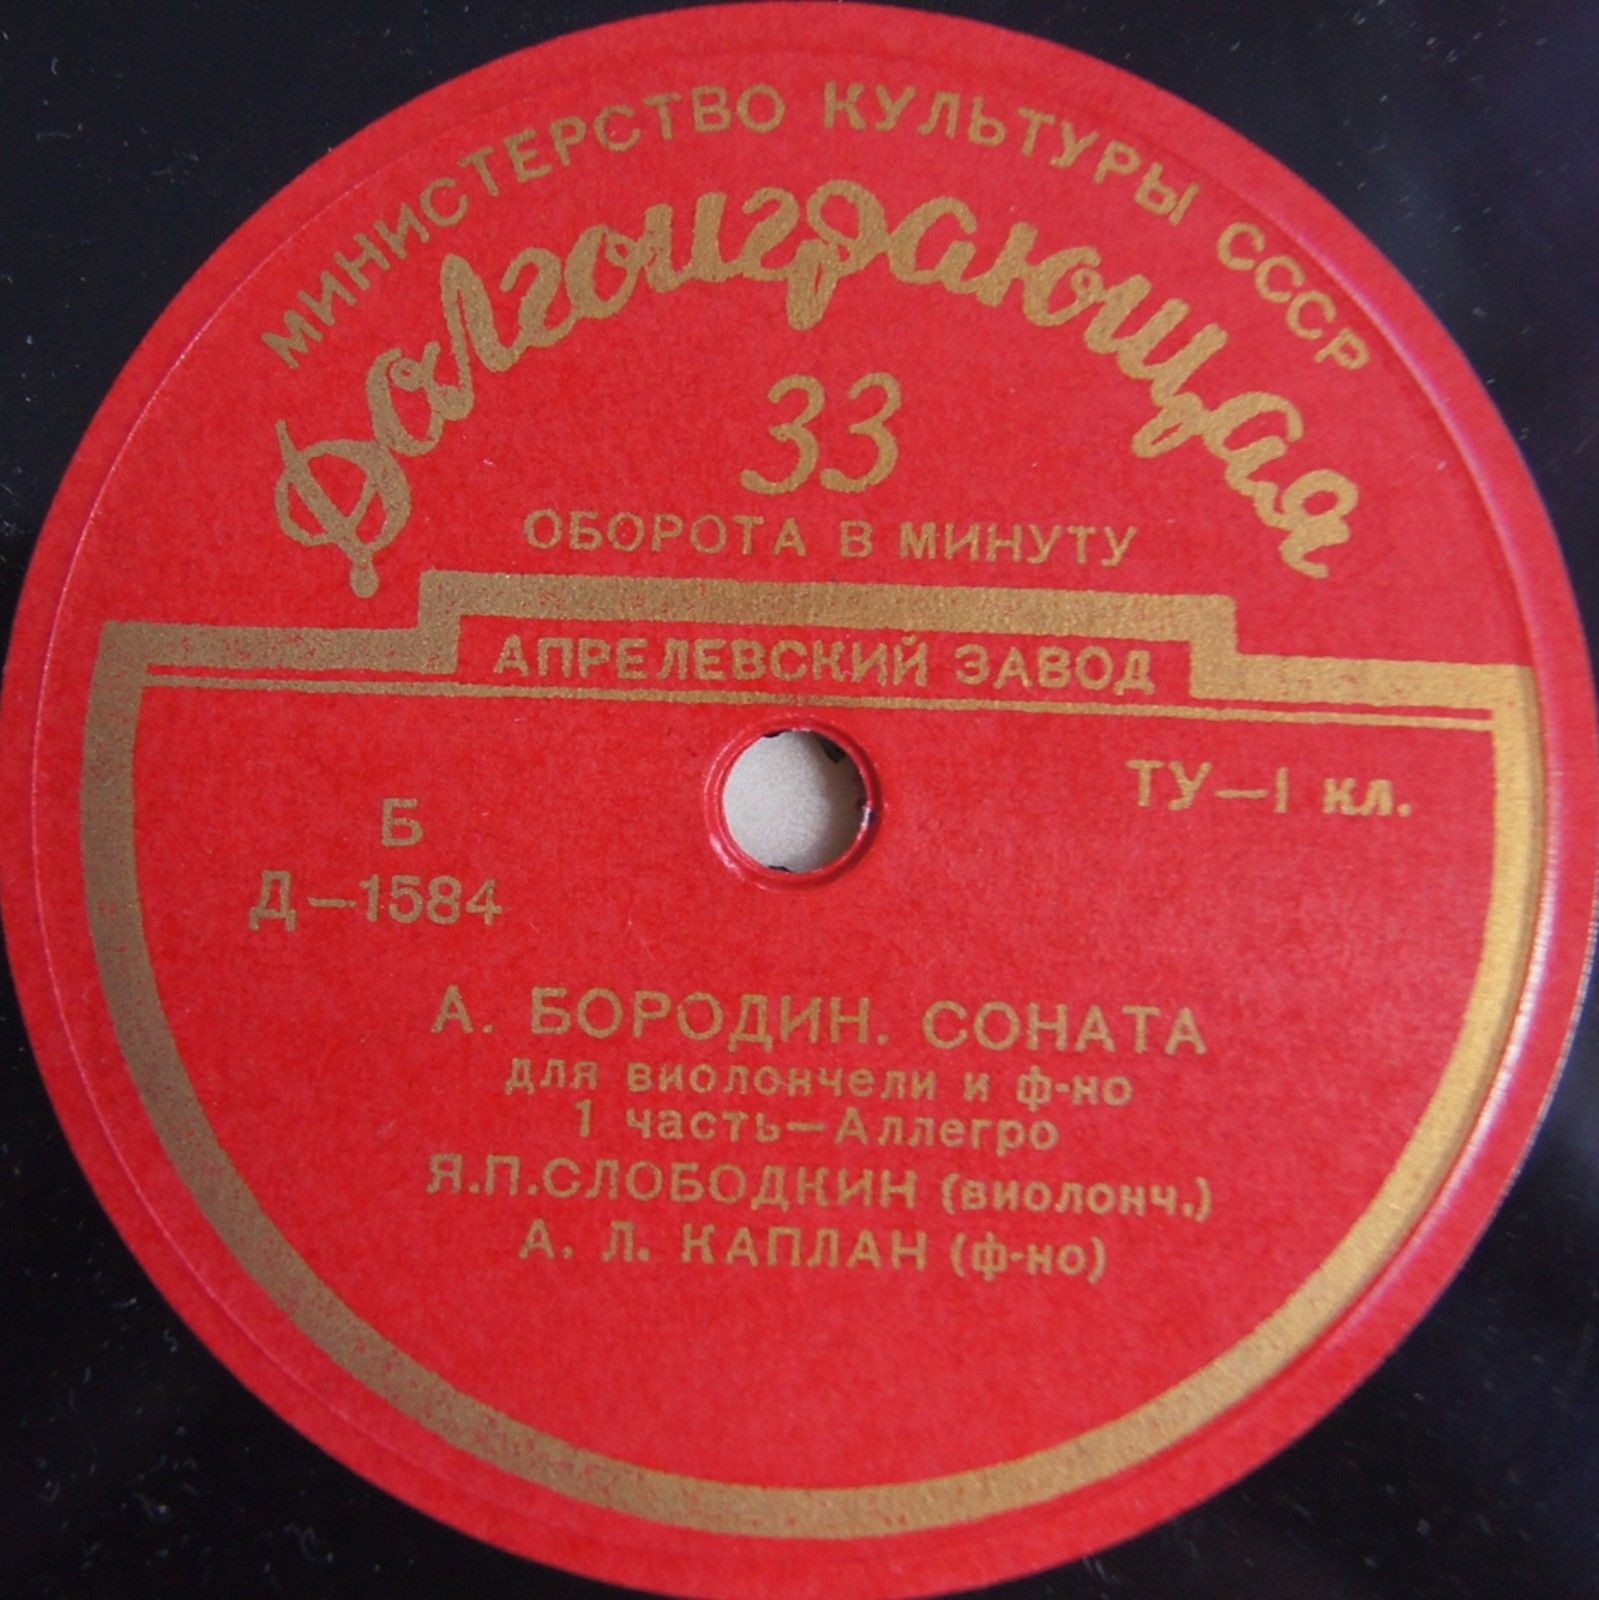 МИНИСТЕРСТВО КУЛЬТУРЫ СССР
Долгоиграющая
33
ОБОРОТА В МИНУТУ
АПРЕЛЕВСКИЙ ЗАВОД
ТУ—1 кл.
Б
Д—1584
А. БОРОДИН. СОНАТА
для виолончели и ф-но
1 часть—Аллегро
Я.П.СЛОБОДКИН (виолонч.)
А. Л. КАПЛАН (ф-но)